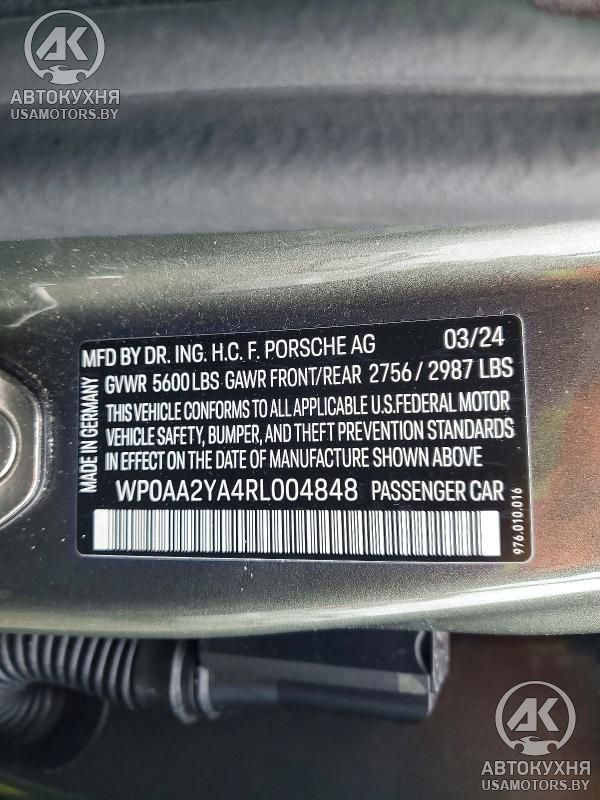 AK
АВТОКУХНЯ
USAMOTORS.BY
MFD BY DR. ING. H.C. F. PORSCHE AG 03/24
GVWR 5600 LBS GAWR FRONT/REAR 2756 / 2987 LBS
THIS VEHICLE CONFORMS TO ALL APPLICABLE U.S.FEDERAL MOTOR
VEHICLE SAFETY, BUMPER, AND THEFT PREVENTION STANDARDS
IN EFFECT ON THE DATE OF MANUFACTURE SHOWN ABOVE
WP0AA2YA4RL004848 PASSENGER CAR
MADE IN GERMANY
976.010.016
AK
АВТОКУХНЯ
USAMOTORS.BY